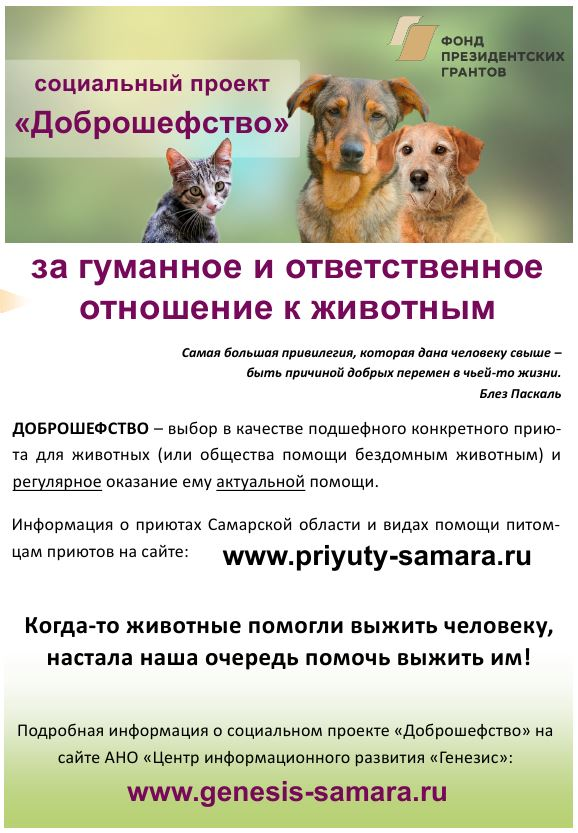 ФОНД
ПРЕЗИДЕНТСКИХ
ГРАНТОВ
социальный проект
«Доброшефство»
за гуманное и ответственное
отношение к животным
Самая большая привилегия, которая дана человеку свыше –
быть причиной добрых перемен в чьей-то жизни.
Блез Паскаль
ДОБРОШЕФСТВО – выбор в качестве подшефного конкретного прию-
та для животных (или общества помощи бездомным животным) и
регулярное оказание ему актуальной помощи.
Информация о приютах Самарской области и видах помощи питом-
цам приютов на сайте: www.priyuty-samara.ru
Когда-то животные помогли выжить человеку,
настала наша очередь помочь выжить им!
Подробная информация о социальном проекте «Доброшефство» на
сайте АНО «Центр информационного развития «Генезис»:
www.genesis-samara.ru